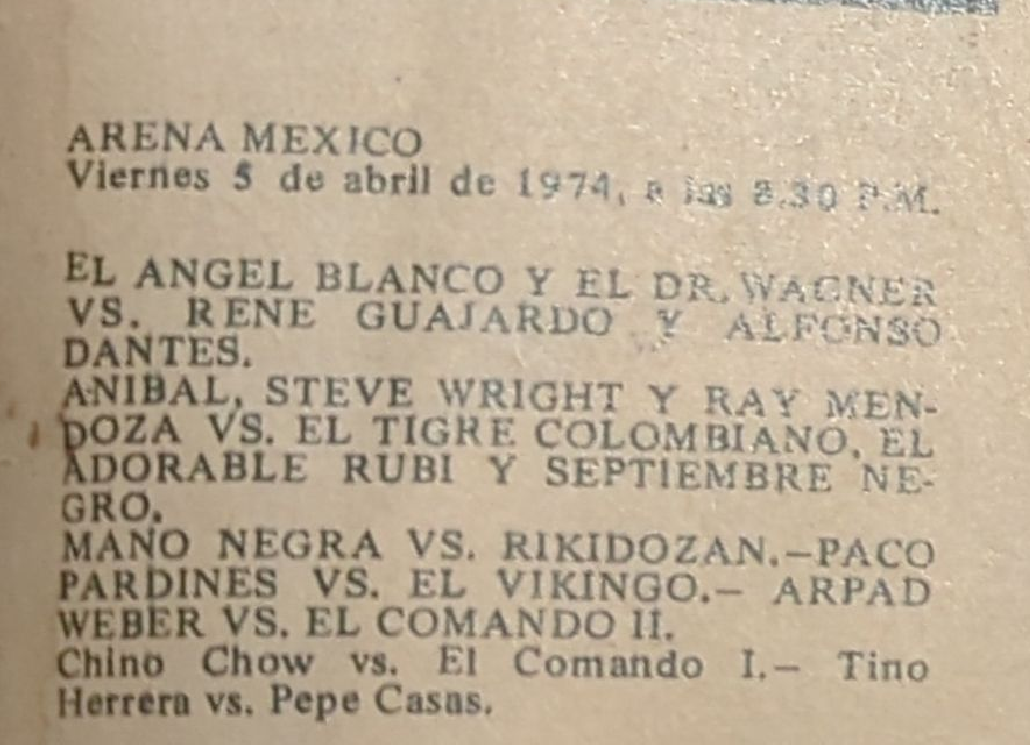 ARENA MEXICO
Viernes 5 de abril de 1974, a las 8.30 P.M.
EL ANGEL BLANCO Y EL DR. WAGNER
VS. RENE GUAJARDO Y ALFONSO
DANTES.
ANIBAL, STEVE WRIGHT Y RAY MEN-
DOZA VS. EL TIGRE COLOMBIANO, EL
ADORABLE RUBI Y SEPTIEMBRE NE-
GRO.
MANO NEGRA VS. RIKIDOZAN.—PACO
PARDINES VS. EL VIKINGO.— ARPAD
WEBER VS. EL COMANDO II.
Chino Chow vs. El Comando I.— Tino
Herrera vs. Pepe Casas.